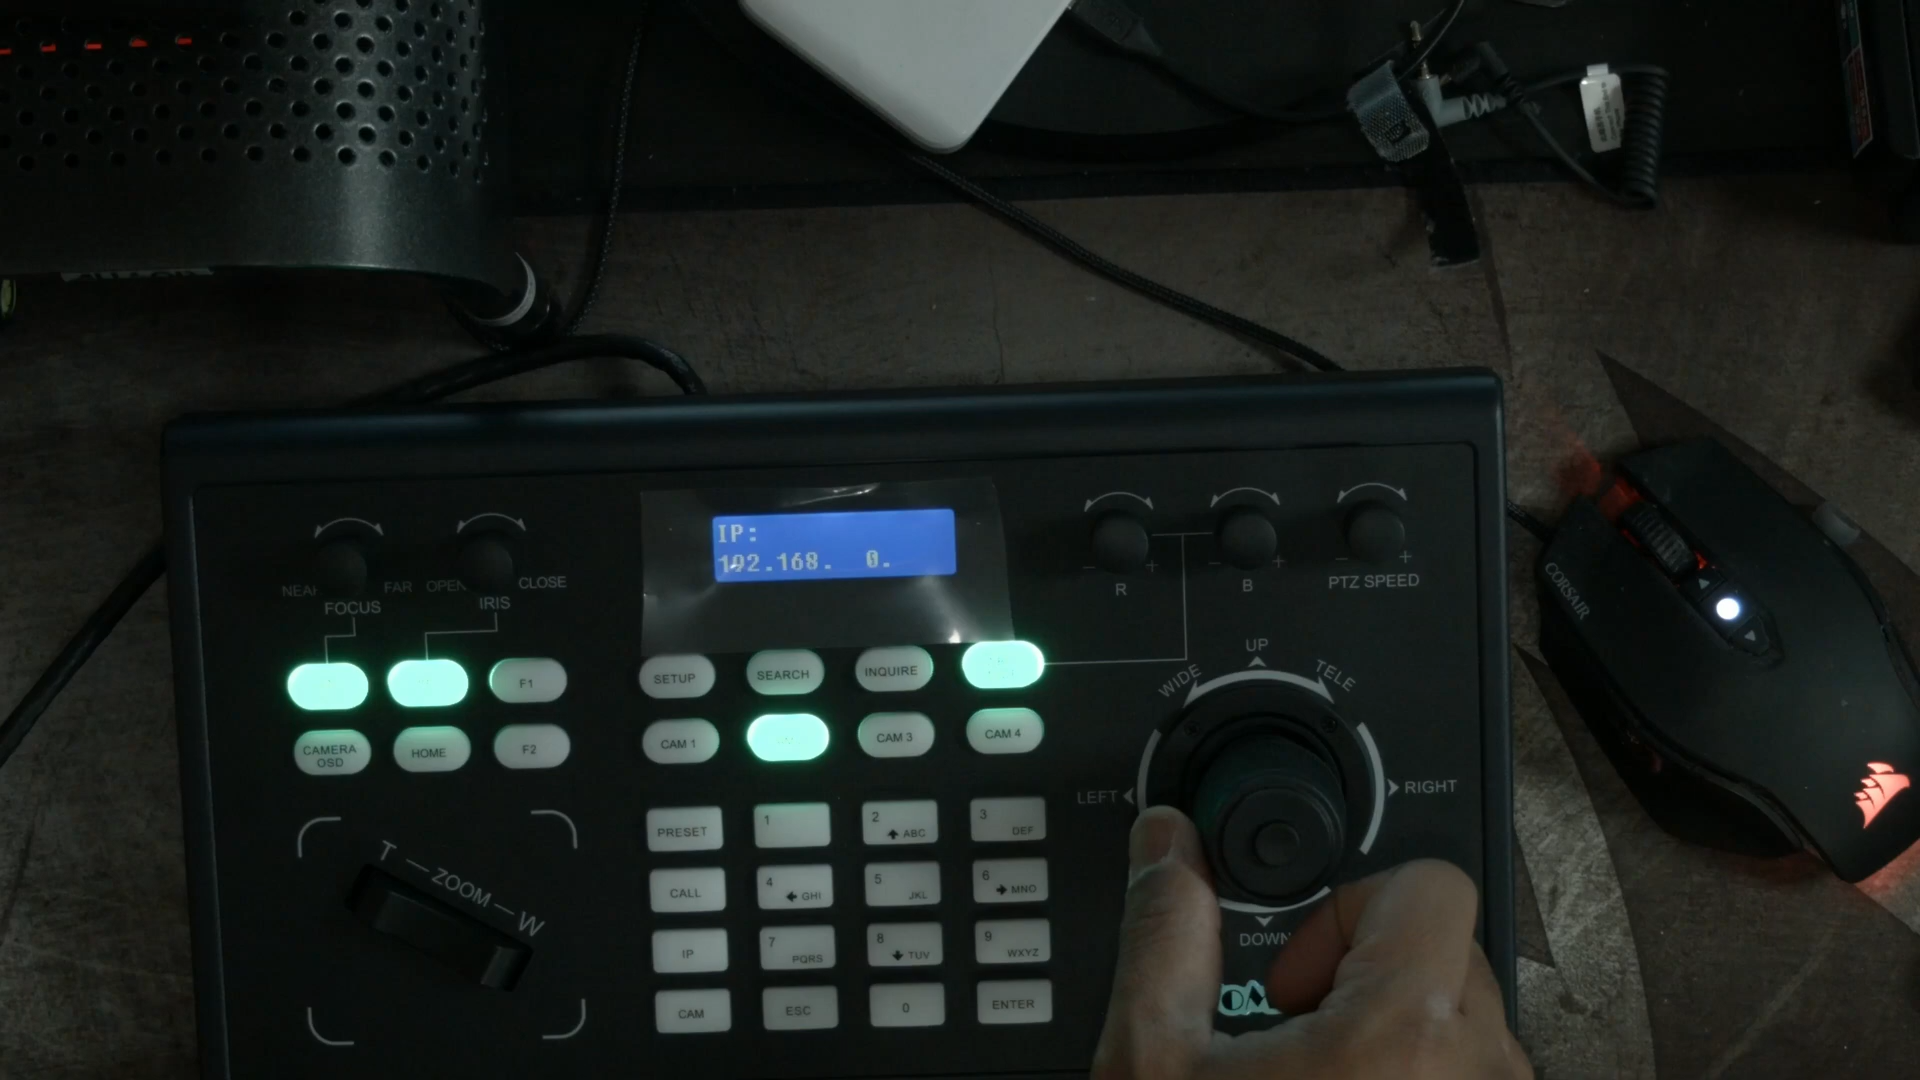 IP:
192.168. 0.
FAR
CLOSE
FOCUS
IRIS
R
B
PTZ SPEED
F1
SETUP
SEARCH
INQUIRE
CAMERA
OSD
HOME
F2
CAM 1
CAM 3
CAM 4
UP
WIDE
TELE
LEFT
RIGHT
DOWN
T — ZOOM — W
PRESET
1
2 ABC
3 DEF
CALL
4 GHI
5 JKL
6 MNO
IP
7 PQRS
8 TUV
9 WXYZ
CAM
ESC
0
ENTER
CORSAIR